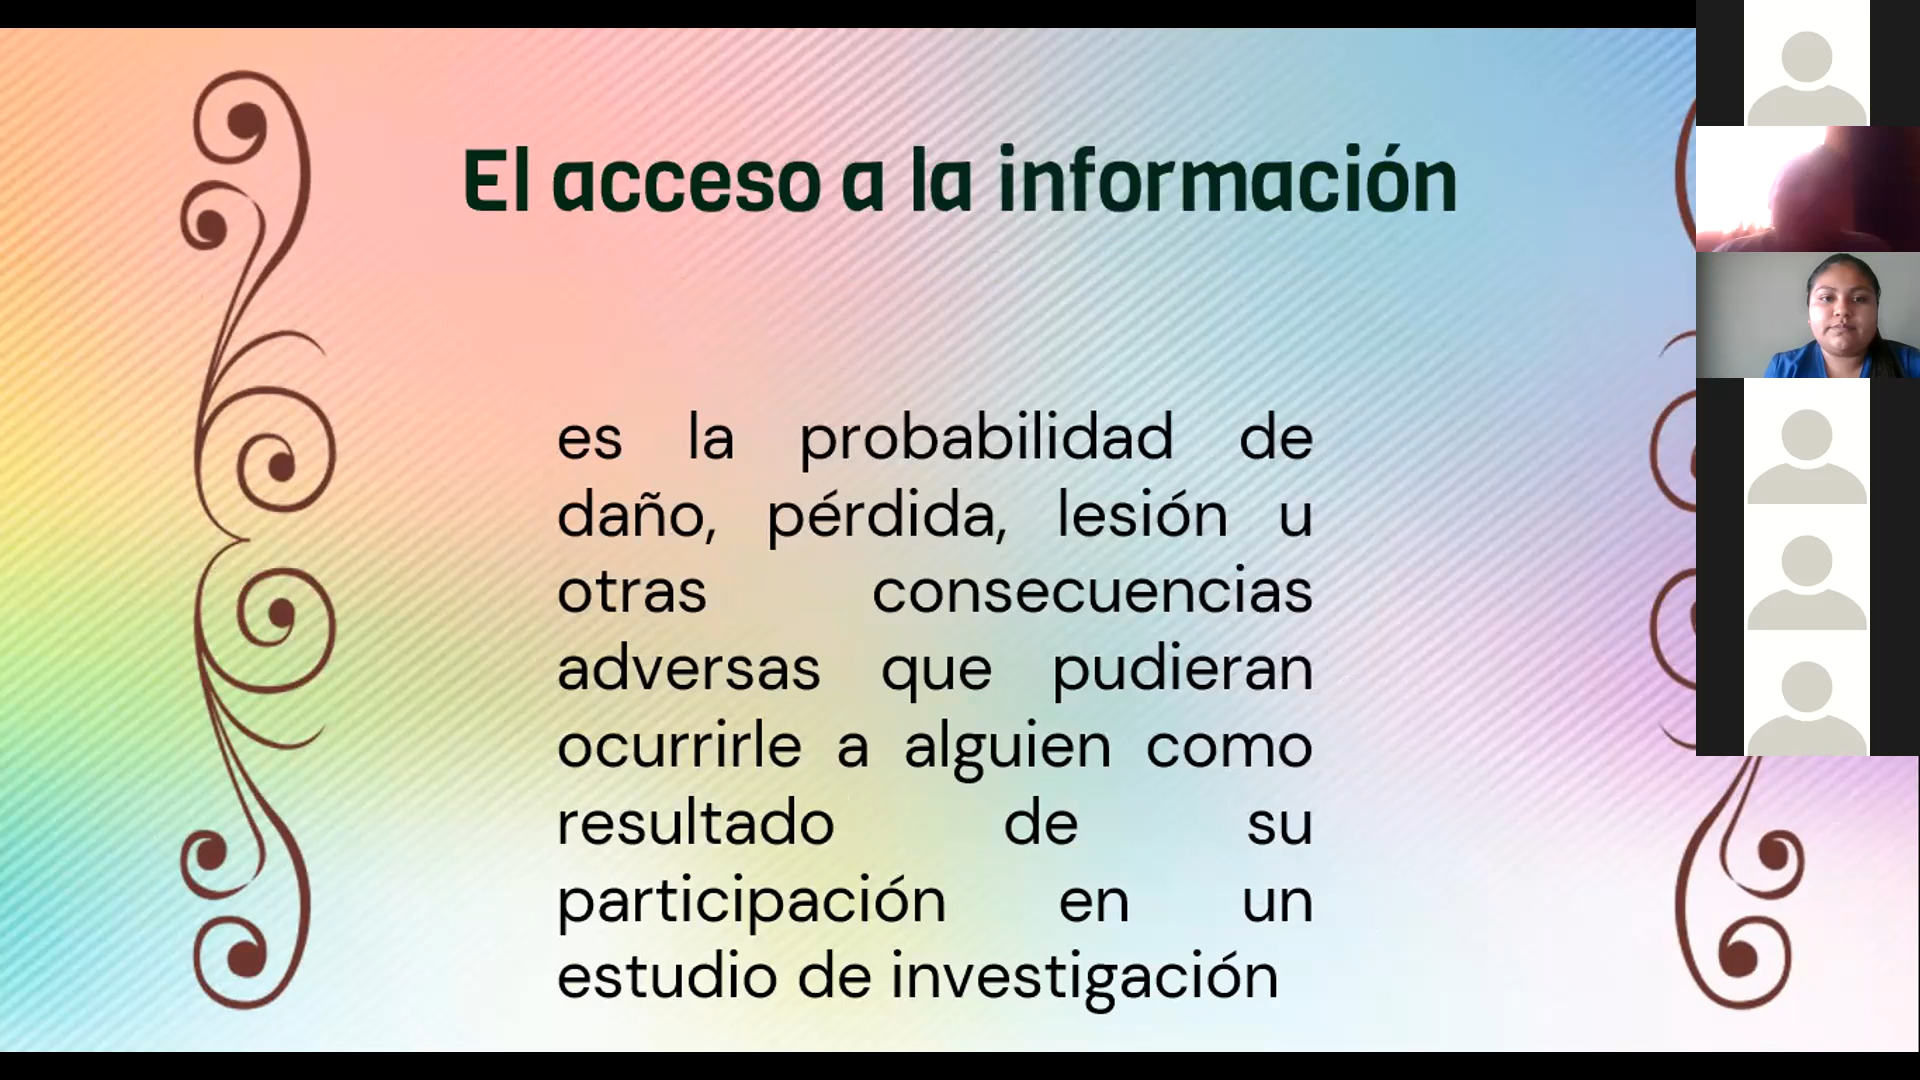 El acceso a la información
es la probabilidad de
daño, pérdida, lesión u
otras consecuencias
adversas que pudieran
ocurrirle a alguien como
resultado de su
participación en un
estudio de investigación